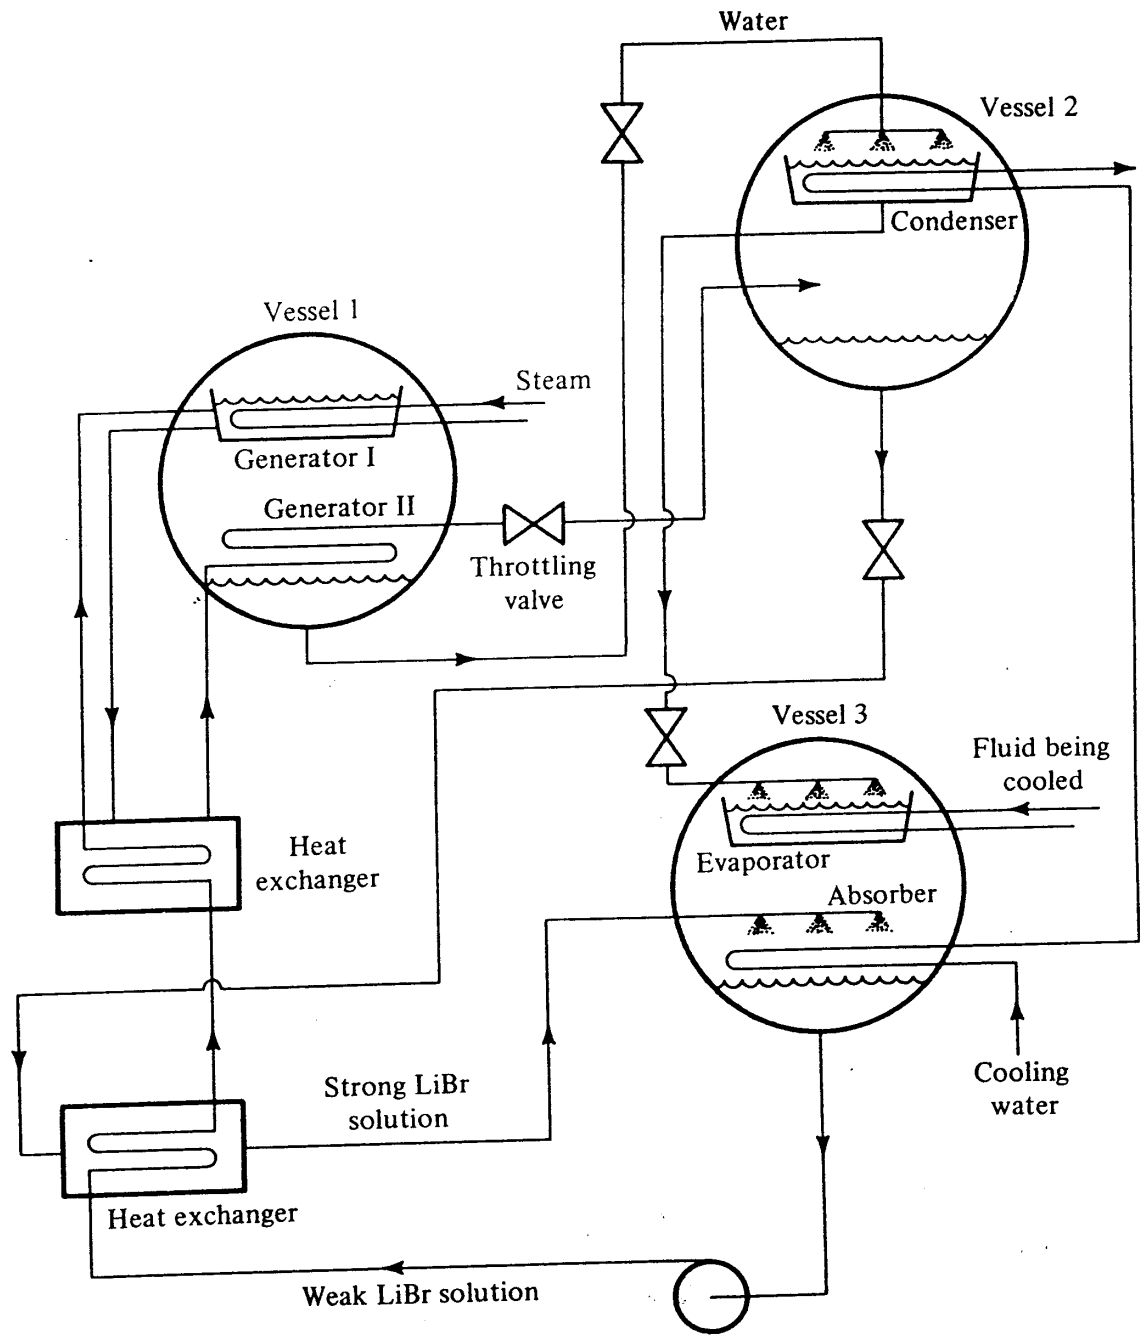 Water
Vessel 2
Condenser
Vessel 1
Steam
Generator I
Generator II
Throttling
valve
Vessel 3
Fluid being
cooled
Evaporator
Absorber
Heat
exchanger
Cooling
water
Strong LiBr
solution
Heat exchanger
Weak LiBr solution